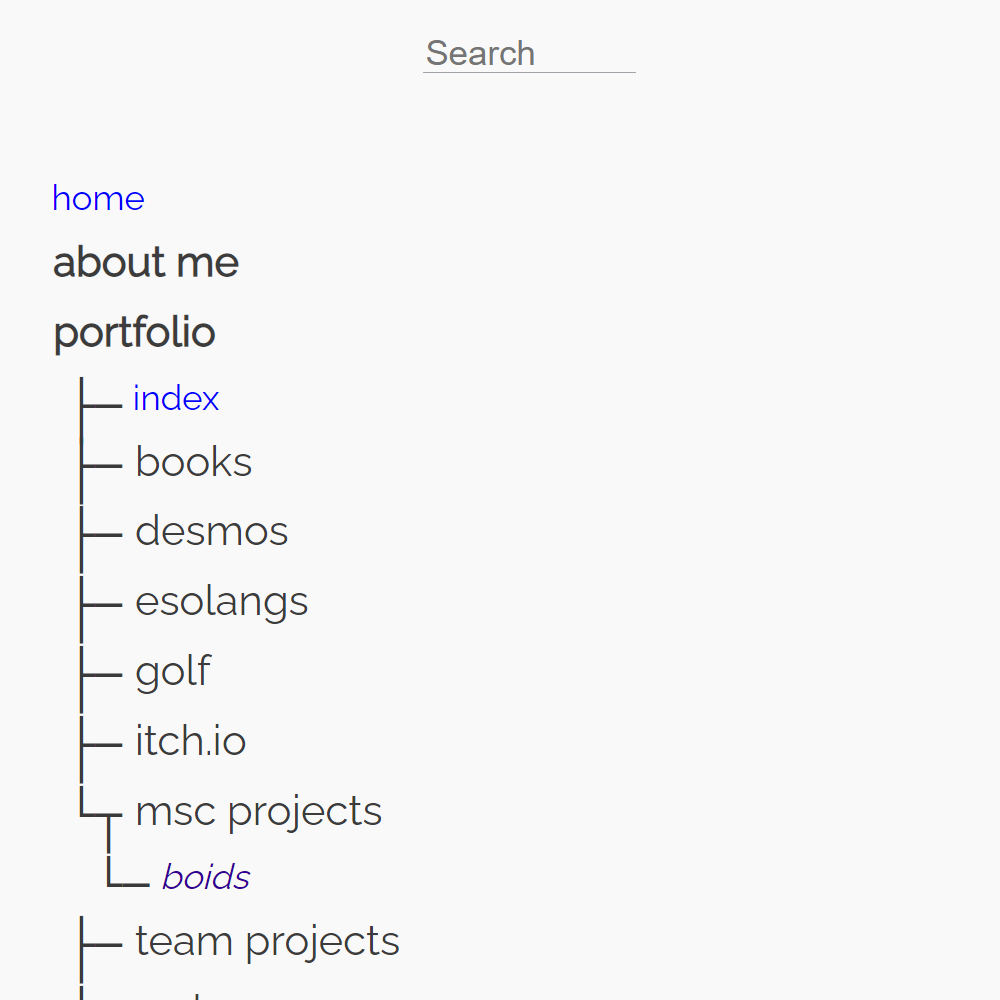 Search
home
about me
portfolio
index
books
desmos
esolangs
golf
itch.io
msc projects
boids
team projects